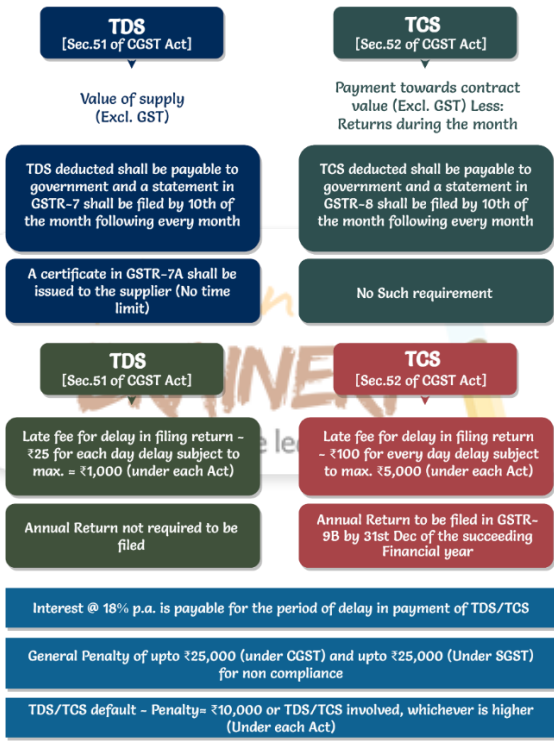 TDS
[Sec.51 of CGST Act]
TCS
[Sec.52 of CGST Act]
Value of supply
(Excl. GST)
Payment towards contract
value (Excl. GST) Less:
Returns during the month
TDS deducted shall be payable to
government and a statement in
GSTR-7 shall be filed by 10th of
the month following every month
TCS deducted shall be payable to
government and a statement in
GSTR-8 shall be filed by 10th of
the month following every month
A certificate in GSTR-7A shall be
issued to the supplier (No time
limit)
No Such requirement
TDS
[Sec.51 of CGST Act]
TCS
[Sec.52 of CGST Act]
Late fee for delay in filing return -
₹25 for each day delay subject to
max. = ₹1,000 (under each Act)
Late fee for delay in filing return
- ₹100 for every day delay subject
to max. ₹5,000 (under each Act)
Annual Return not required to be
filed
Annual Return to be filed in GSTR-
9B by 31st Dec of the succeeding
Financial year
Interest @ 18% p.a. is payable for the period of delay in payment of TDS/TCS
General Penalty of upto ₹25,000 (under CGST) and upto ₹25,000 (Under SGST)
for non compliance
TDS/TCS default - Penalty= ₹10,000 or TDS/TCS involved, whichever is higher
(Under each Act)